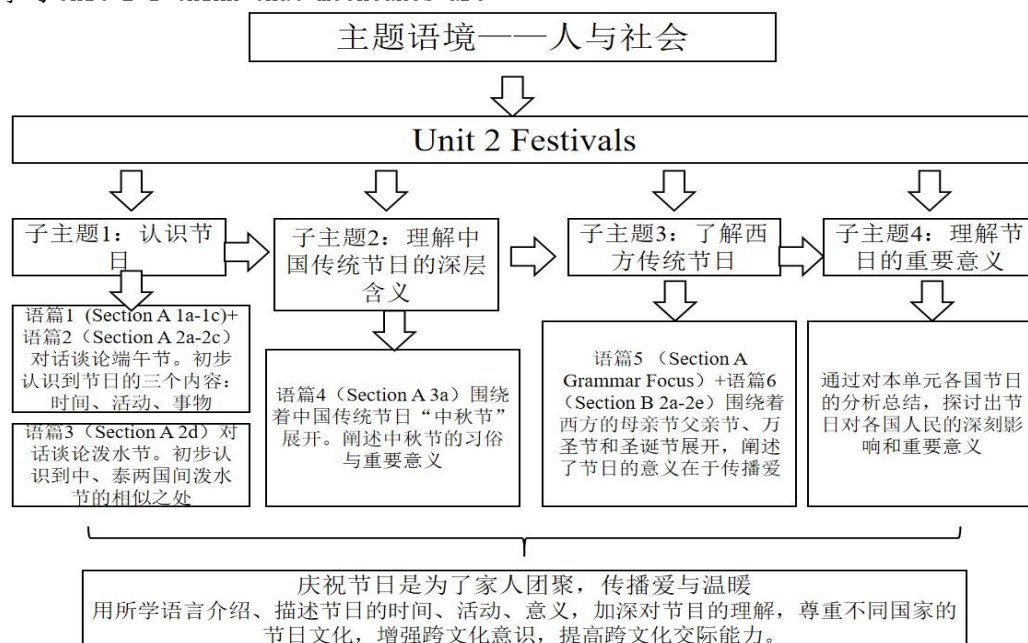 主题语境——人与社会
Unit 2 Festivals
子主题1：认识节
日
子主题2：理解中
国传统节日的深层
含义
子主题3：了解西
方传统节日
子主题4：理解节
日的重要意义
语篇1 (Section A 1a-1c)+
语篇2（Section A 2a-2c）
对话谈论端午节。初步
认识到节日的三个内容：
时间、活动、事物
语篇3（Section A 2d）对
话谈论泼水节。初步认
识到中、泰两国间泼水
节的相似之处
语篇4（Section A 3a）围绕
着中国传统节日“中秋节”
展开。阐述中秋节的习俗
与重要意义
语篇5 （Section A
Grammar Focus）+语篇6
（Section B 2a-2e）围绕着
西方的母亲节父亲节、万
圣节和圣诞节展开，阐述
了节日的意义在于传播爱
通过对本单元各国节日
的分析总结，探讨出节
日对各国人民的深刻影
响和重要意义
庆祝节日是为了家人团聚，传播爱与温暖
用所学语言介绍、描述节日的时间、活动、意义，加深对节目的理解，尊重不同国家的
节日文化，增强跨文化意识，提高跨文化交际能力。